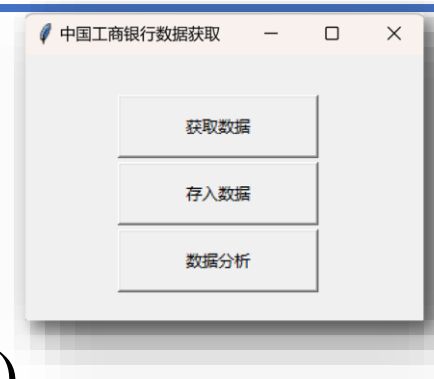 中国工商银行数据获取
获取数据
存入数据
数据分析
)